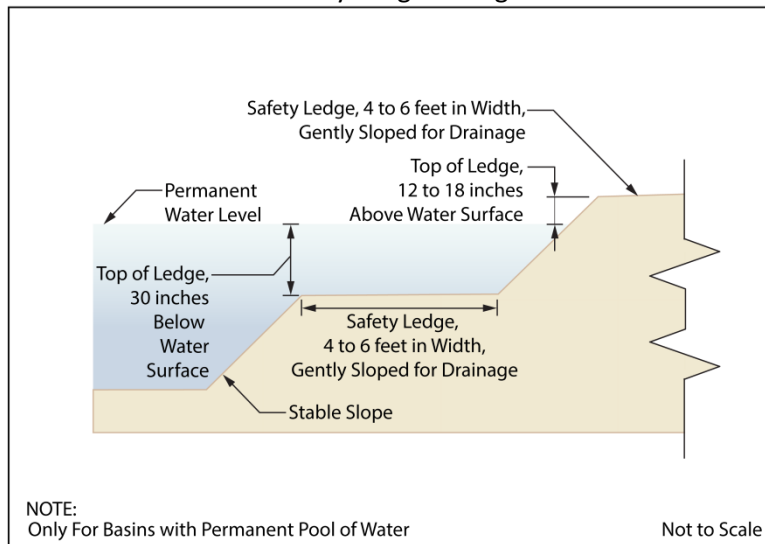 Safety Ledge, 4 to 6 feet in Width,
Gently Sloped for Drainage
Top of Ledge,
12 to 18 inches
Above Water Surface
Permanent
Water Level
Top of Ledge,
30 inches
Below
Water
Surface
Safety Ledge,
4 to 6 feet in Width,
Gently Sloped for Drainage
Stable Slope
NOTE:
Only For Basins with Permanent Pool of Water
Not to Scale